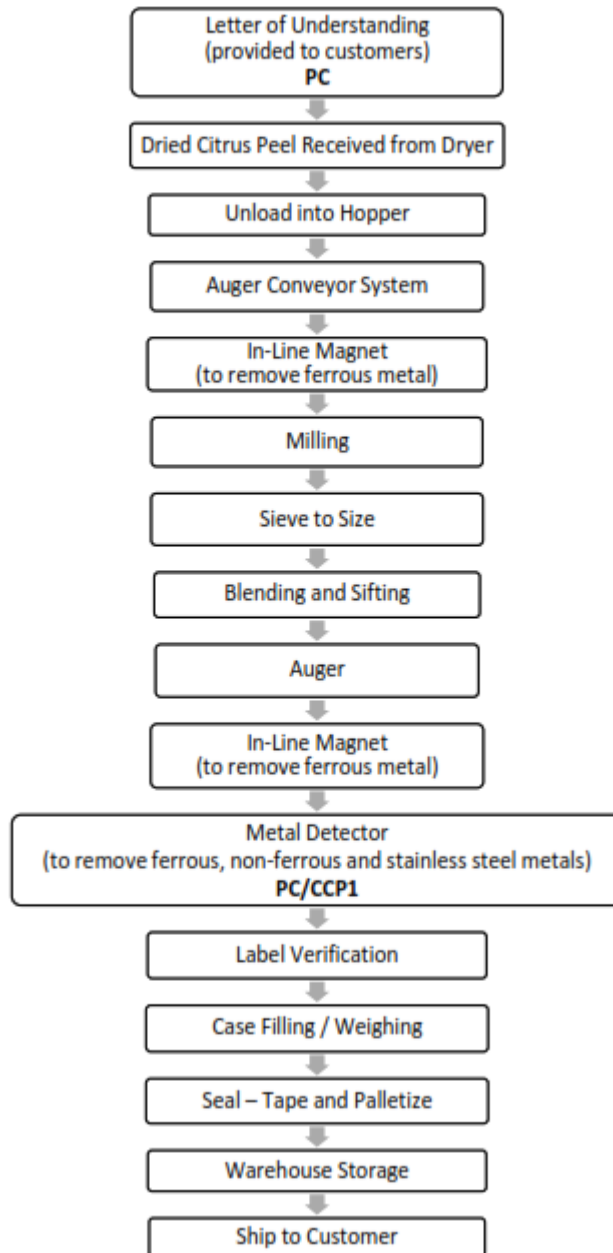 Letter of Understanding
(provided to customers)
PC
Dried Citrus Peel Received from Dryer
Unload into Hopper
Auger Conveyor System
In-Line Magnet
(to remove ferrous metal)
Milling
Sieve to Size
Blending and Sifting
Auger
In-Line Magnet
(to remove ferrous metal)
Metal Detector
(to remove ferrous, non-ferrous and stainless steel metals)
PC/CCP1
Label Verification
Case Filling / Weighing
Seal – Tape and Palletize
Warehouse Storage
Ship to Customer